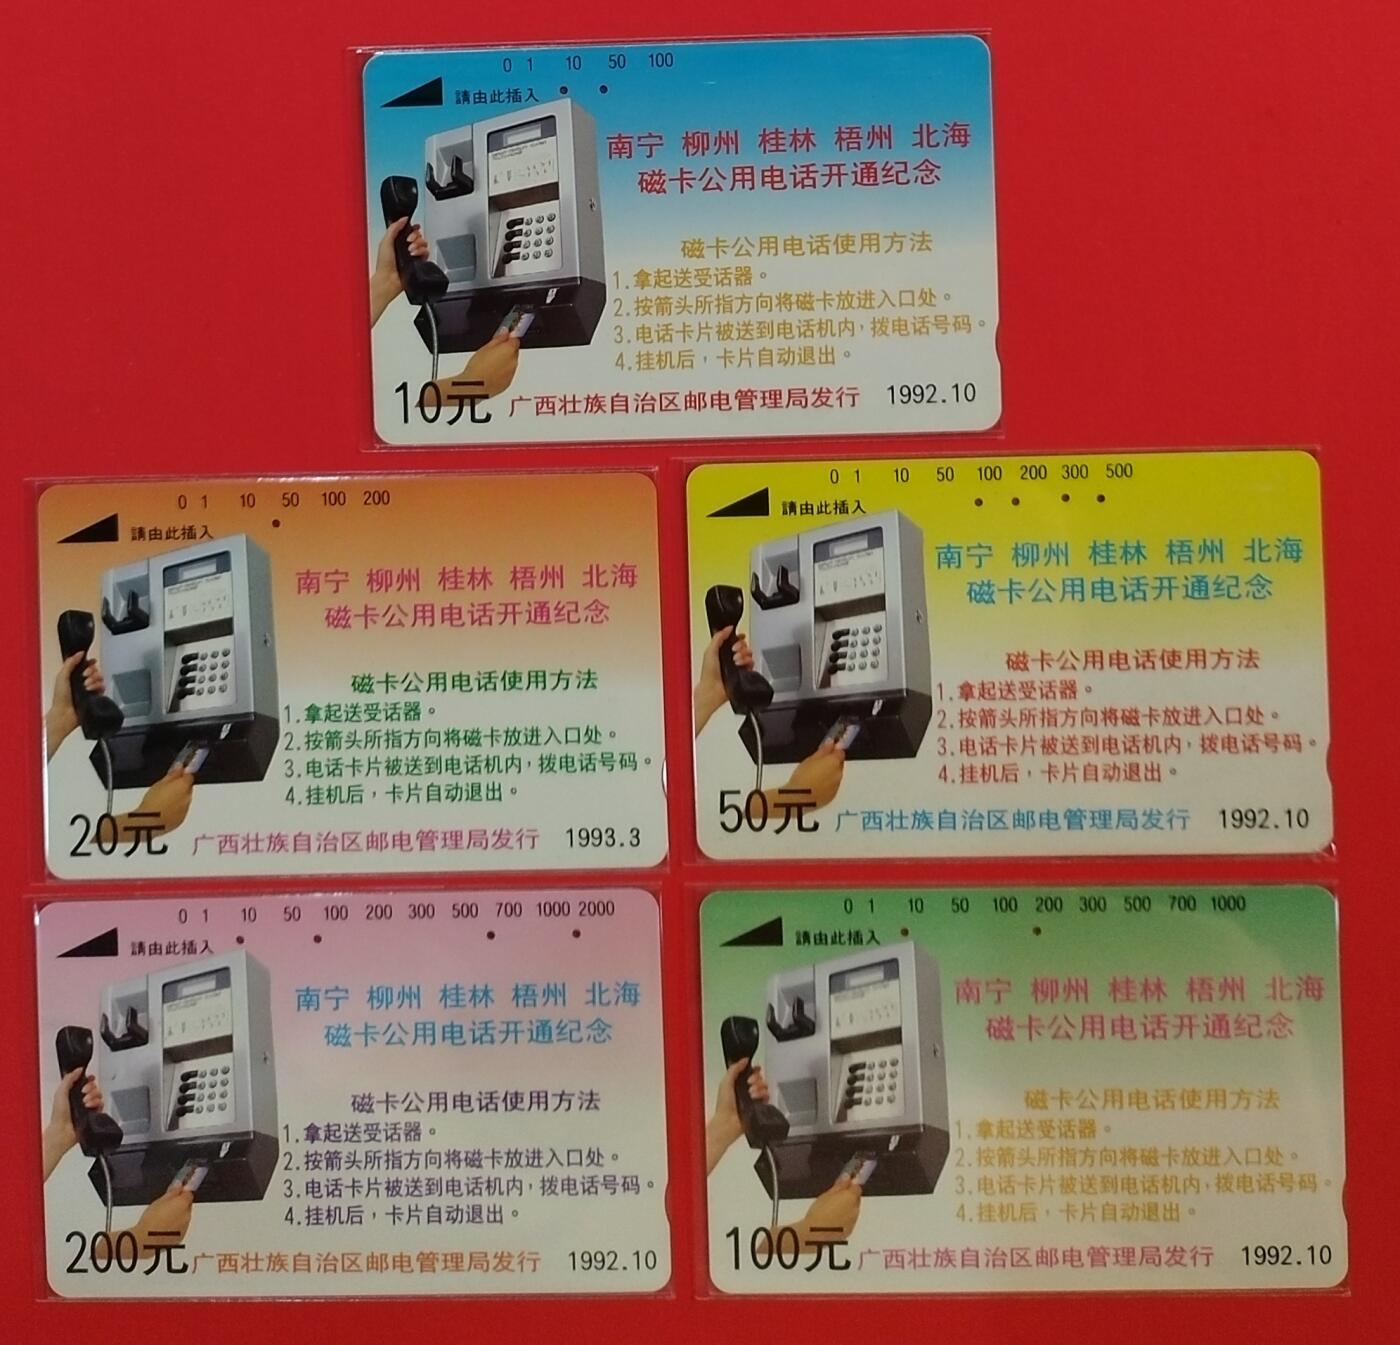 0 1 10 50 100
請由此插入
南宁 柳州 桂林 梧州 北海
磁卡公用电话开通纪念
磁卡公用电话使用方法
1.拿起送受话器。
2.按箭头所指方向将磁卡放进入口处。
3.电话卡片被送到电话机内，拨电话号码。
4.挂机后，卡片自动退出。
10元 广西壮族自治区邮电管理局发行 1992.10
0 1 10 50 100 200
請由此插入
南宁 柳州 桂林 梧州 北海
磁卡公用电话开通纪念
磁卡公用电话使用方法
1.拿起送受话器。
2.按箭头所指方向将磁卡放进入口处。
3.电话卡片被送到电话机内，拨电话号码。
4.挂机后，卡片自动退出。
20元 广西壮族自治区邮电管理局发行 1993.3
0 1 10 50 100 200 300 500
請由此插入
南宁 柳州 桂林 梧州 北海
磁卡公用电话开通纪念
磁卡公用电话使用方法
1.拿起送受话器。
2.按箭头所指方向将磁卡放进入口处。
3.电话卡片被送到电话机内，拨电话号码。
4.挂机后，卡片自动退出。
50元 广西壮族自治区邮电管理局发行 1992.10
0 1 10 50 100 200 300 500 700 1000 2000
請由此插入
南宁 柳州 桂林 梧州 北海
磁卡公用电话开通纪念
磁卡公用电话使用方法
1.拿起送受话器。
2.按箭头所指方向将磁卡放进入口处。
3.电话卡片被送到电话机内，拨电话号码。
4.挂机后，卡片自动退出。
200元 广西壮族自治区邮电管理局发行 1992.10
0 1 10 50 100 200 300 500 700 1000
請由此插入
南宁 柳州 桂林 梧州 北海
磁卡公用电话开通纪念
磁卡公用电话使用方法
1.拿起送受话器。
2.按箭头所指方向将磁卡放进入口处。
3.电话卡片被送到电话机内，拨电话号码。
4.挂机后，卡片自动退出。
100元 广西壮族自治区邮电管理局发行 1992.10